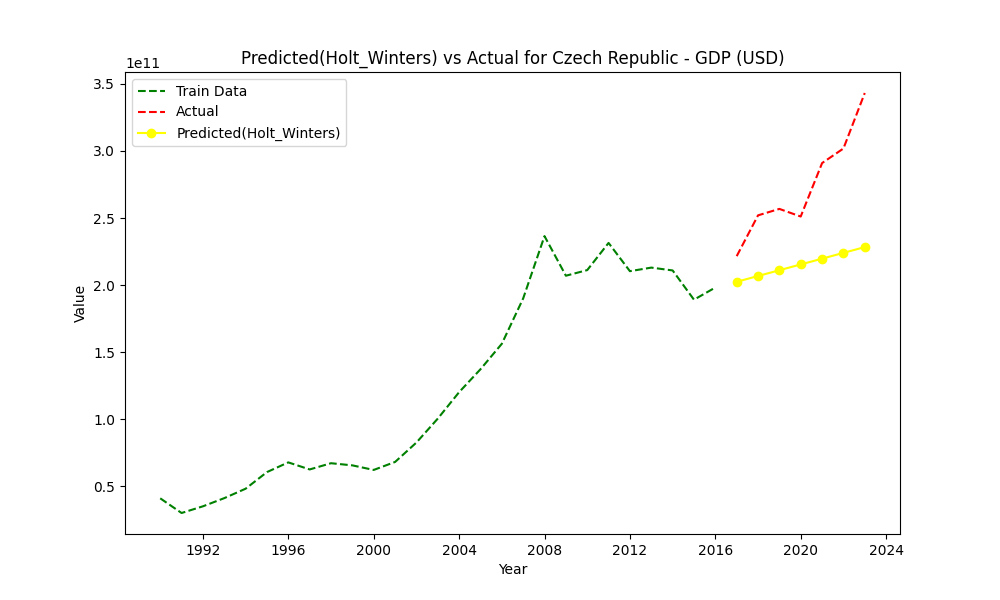 Predicted(Holt_Winters) vs Actual for Czech Republic - GDP (USD)
1e11
Train Data
Actual
Predicted(Holt_Winters)
3.5
3.0
2.5
2.0
1.5
1.0
0.5
Value
1992 1996 2000 2004 2008 2012 2016 2020 2024
Year